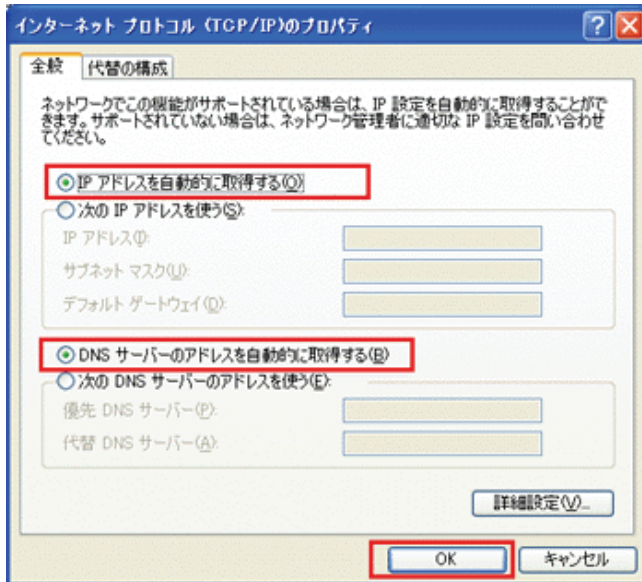 インターネット プロトコル (TCP/IP)のプロパティ
全般 代替の構成
ネットワークでこの機能がサポートされている場合は、IP 設定を自動的に取得することがで
きます。サポートされていない場合は、ネットワーク管理者に適切な IP 設定を問い合わせ
てください。
IP アドレスを自動的に取得する(O)
次の IP アドレスを使う(S):
IP アドレス(I):
サブネット マスク(U):
デフォルト ゲートウェイ(D):
DNS サーバーのアドレスを自動的に取得する(B)
次の DNS サーバーのアドレスを使う(E):
優先 DNS サーバー(P):
代替 DNS サーバー(A):
詳細設定(V)...
OK キャンセル